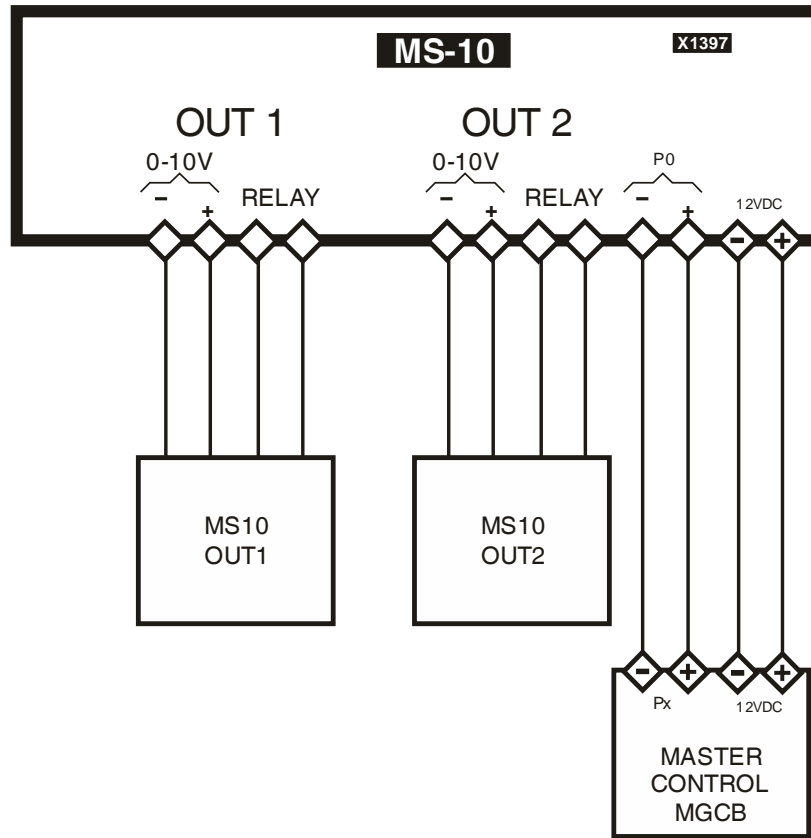 MS-10
X1397
OUT 1
OUT 2
0-10V
0-10V
P0
- +
RELAY
- +
RELAY
- +
12VDC
- +
MS10
OUT1
MS10
OUT2
- + - +
Px
12VDC
MASTER
CONTROL
MGCB